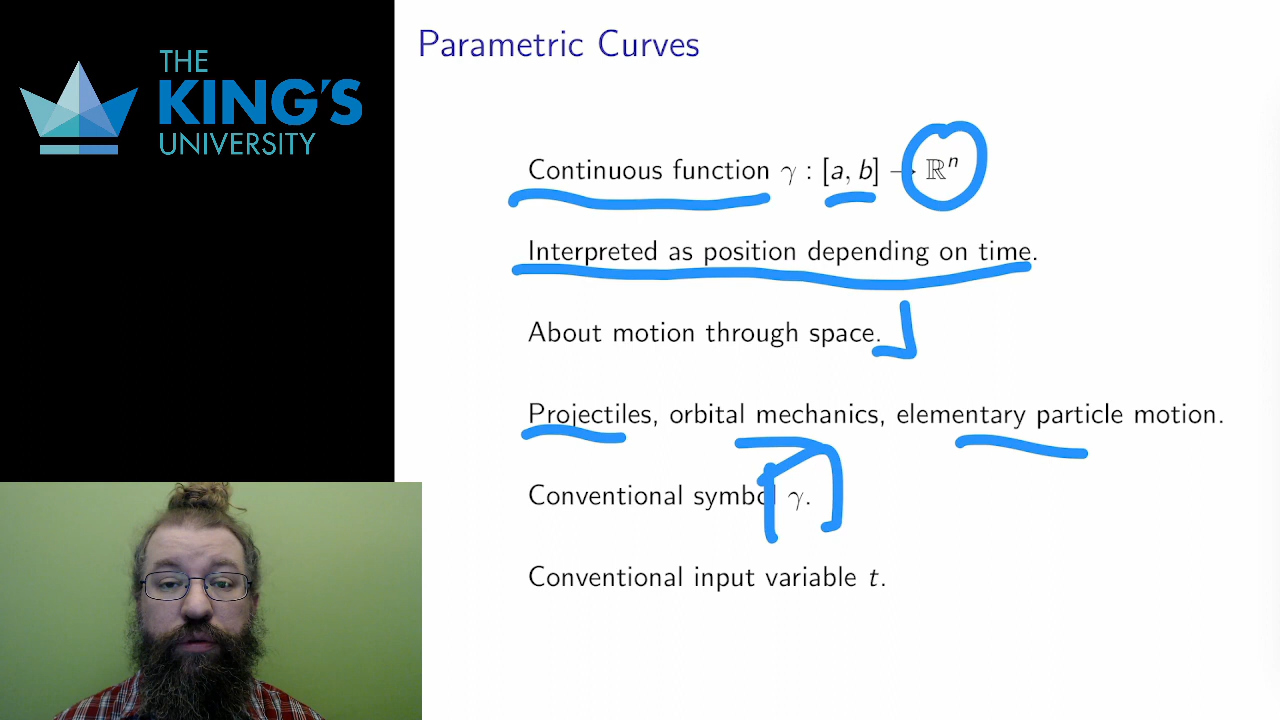 THE
KING'S
UNIVERSITY
Parametric Curves
Continuous function γ : [a, b] → ℝⁿ
Interpreted as position depending on time.
About motion through space.
Projectiles, orbital mechanics, elementary particle motion.
Conventional symbol γ.
Conventional input variable t.